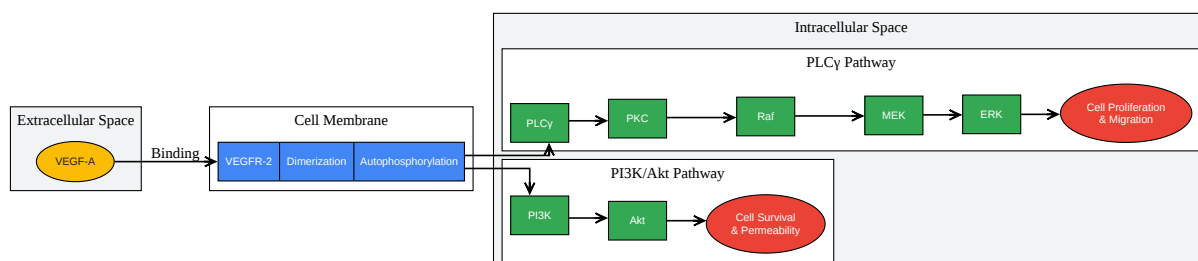 Intracellular Space
PLCγ Pathway
Extracellular Space
Cell Membrane
VEGF-A
Binding
VEGFR-2
Dimerization
Autophosphorylation
PLCγ
PKC
Raf
MEK
ERK
Cell Proliferation
& Migration
PI3K/Akt Pathway
PI3K
Akt
Cell Survival
& Permeability